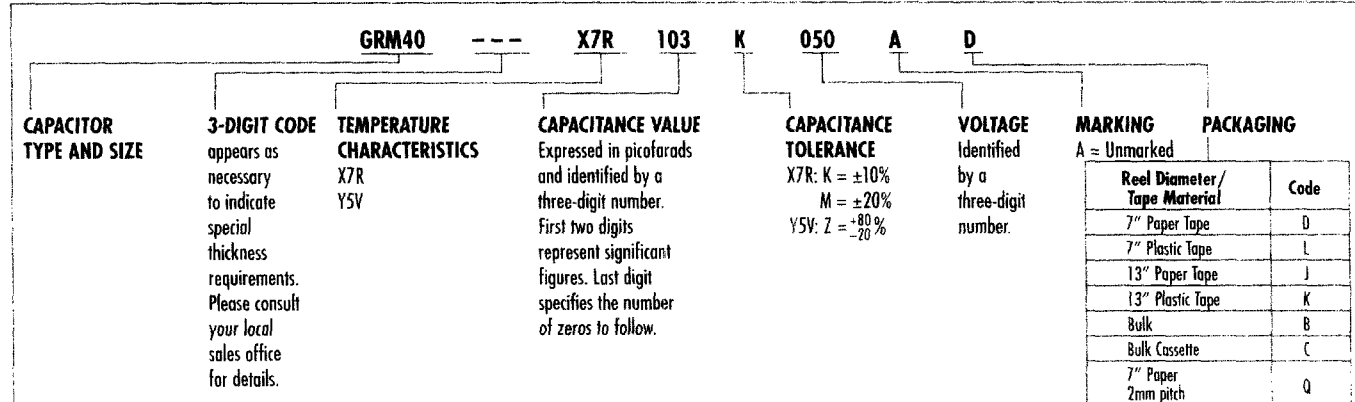 GRM40 --- X7R 103 K 050 A D
CAPACITOR
TYPE AND SIZE
3-DIGIT CODE
appears as
necessary
to indicate
special
thickness
requirements.
Please consult
your local
sales office
for details.
TEMPERATURE
CHARACTERISTICS
X7R
Y5V
CAPACITANCE VALUE
Expressed in picofarads
and identified by a
three-digit number.
First two digits
represent significant
figures. Last digit
specifies the number
of zeros to follow.
CAPACITANCE
TOLERANCE
X7R: K = ±10%
M = ±20%
Y5V: Z = +80 -20 %
VOLTAGE
Identified
by a
three-digit
number.
MARKING
A = Unmarked
PACKAGING
Reel Diameter/
Tape Material Code
7" Paper Tape D
7" Plastic Tape L
13" Paper Tape J
13" Plastic Tape K
Bulk B
Bulk Cassette C
7" Paper
2mm pitch Q